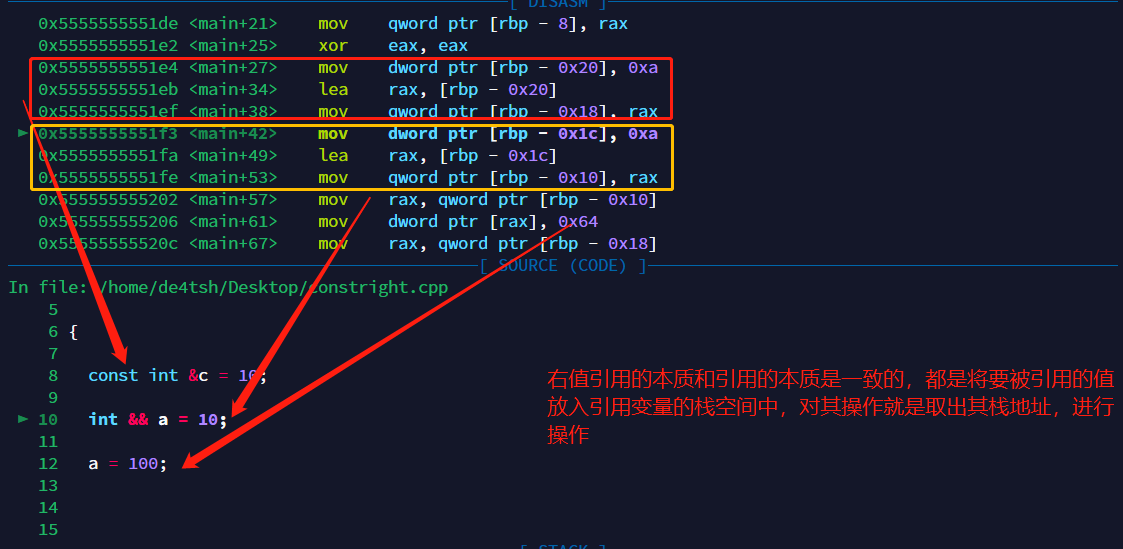 [ DISASM ]
0x5555555551de <main+21> mov qword ptr [rbp - 8], rax
0x5555555551e2 <main+25> xor eax, eax
0x5555555551e4 <main+27> mov dword ptr [rbp - 0x20], 0xa
0x5555555551eb <main+34> lea rax, [rbp - 0x20]
0x5555555551ef <main+38> mov qword ptr [rbp - 0x18], rax
► 0x5555555551f3 <main+42> mov dword ptr [rbp - 0x1c], 0xa
0x5555555551fa <main+49> lea rax, [rbp - 0x1c]
0x5555555551fe <main+53> mov qword ptr [rbp - 0x10], rax
0x555555555202 <main+57> mov rax, qword ptr [rbp - 0x10]
0x555555555206 <main+61> mov dword ptr [rax], 0x64
0x55555555520c <main+67> mov rax, qword ptr [rbp - 0x18]
[ SOURCE (CODE) ]
In file: /home/de4tsh/Desktop/constright.cpp
5
6 {
7
8 const int &c = 10;
9
► 10 int && a = 10;
11
12 a = 100;
13
14
15
右值引用的本质和引用的本质是一致的，都是将要被引用的值
放入引用变量的栈空间中，对其操作就是取出其栈地址，进行
操作
[ STACK ]